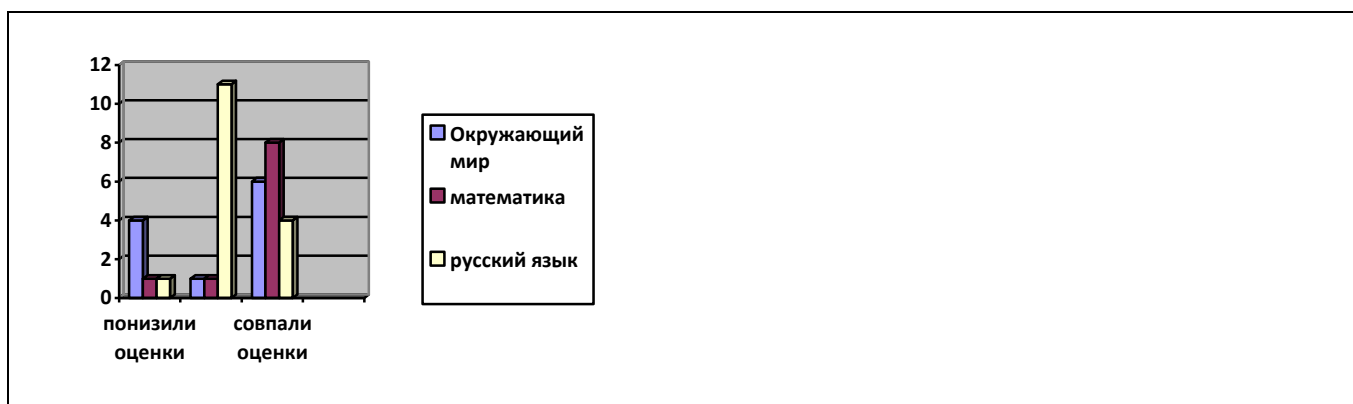 12
10
8
6
4
2
0
понизили
оценки
совпали
оценки
Окружающий
мир
математика
русский язык